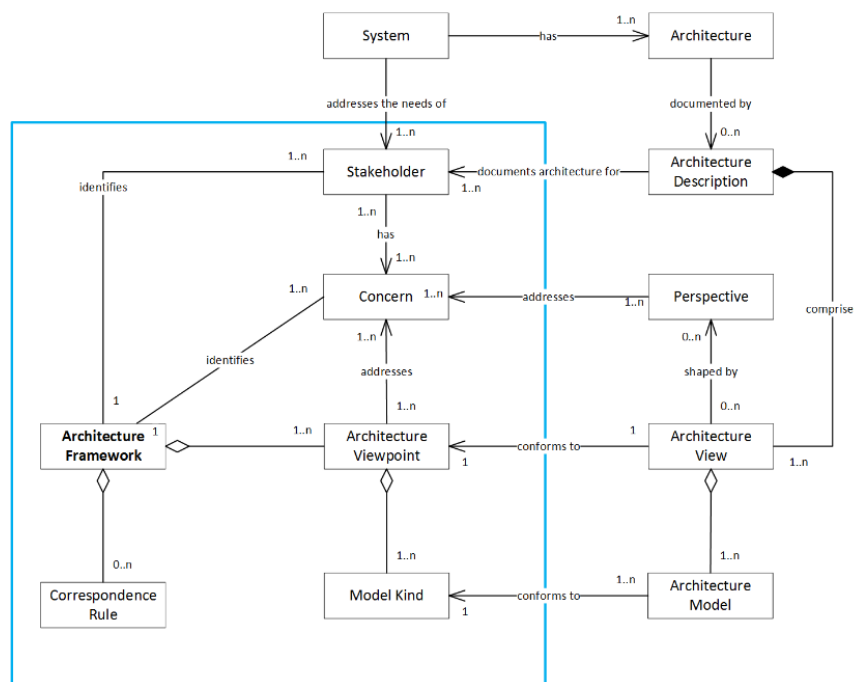 System
has
1..n
Architecture
addresses the needs of
1..n
documented by
0..n
1..n
Stakeholder
documents architecture for
1..n
Architecture
Description
identifies
1..n
has
1..n
1..n
Concern
1..n
addresses
1..n
Perspective
comprise
1..n
0..n
identifies
addresses
shaped by
1
1..n
0..n
Architecture
Framework
1
1..n
Architecture
Viewpoint
1
conforms to
1
Architecture
View
1..n
0..n
1..n
1..n
Correspondence
Rule
Model Kind
1
conforms to
1..n
Architecture
Model